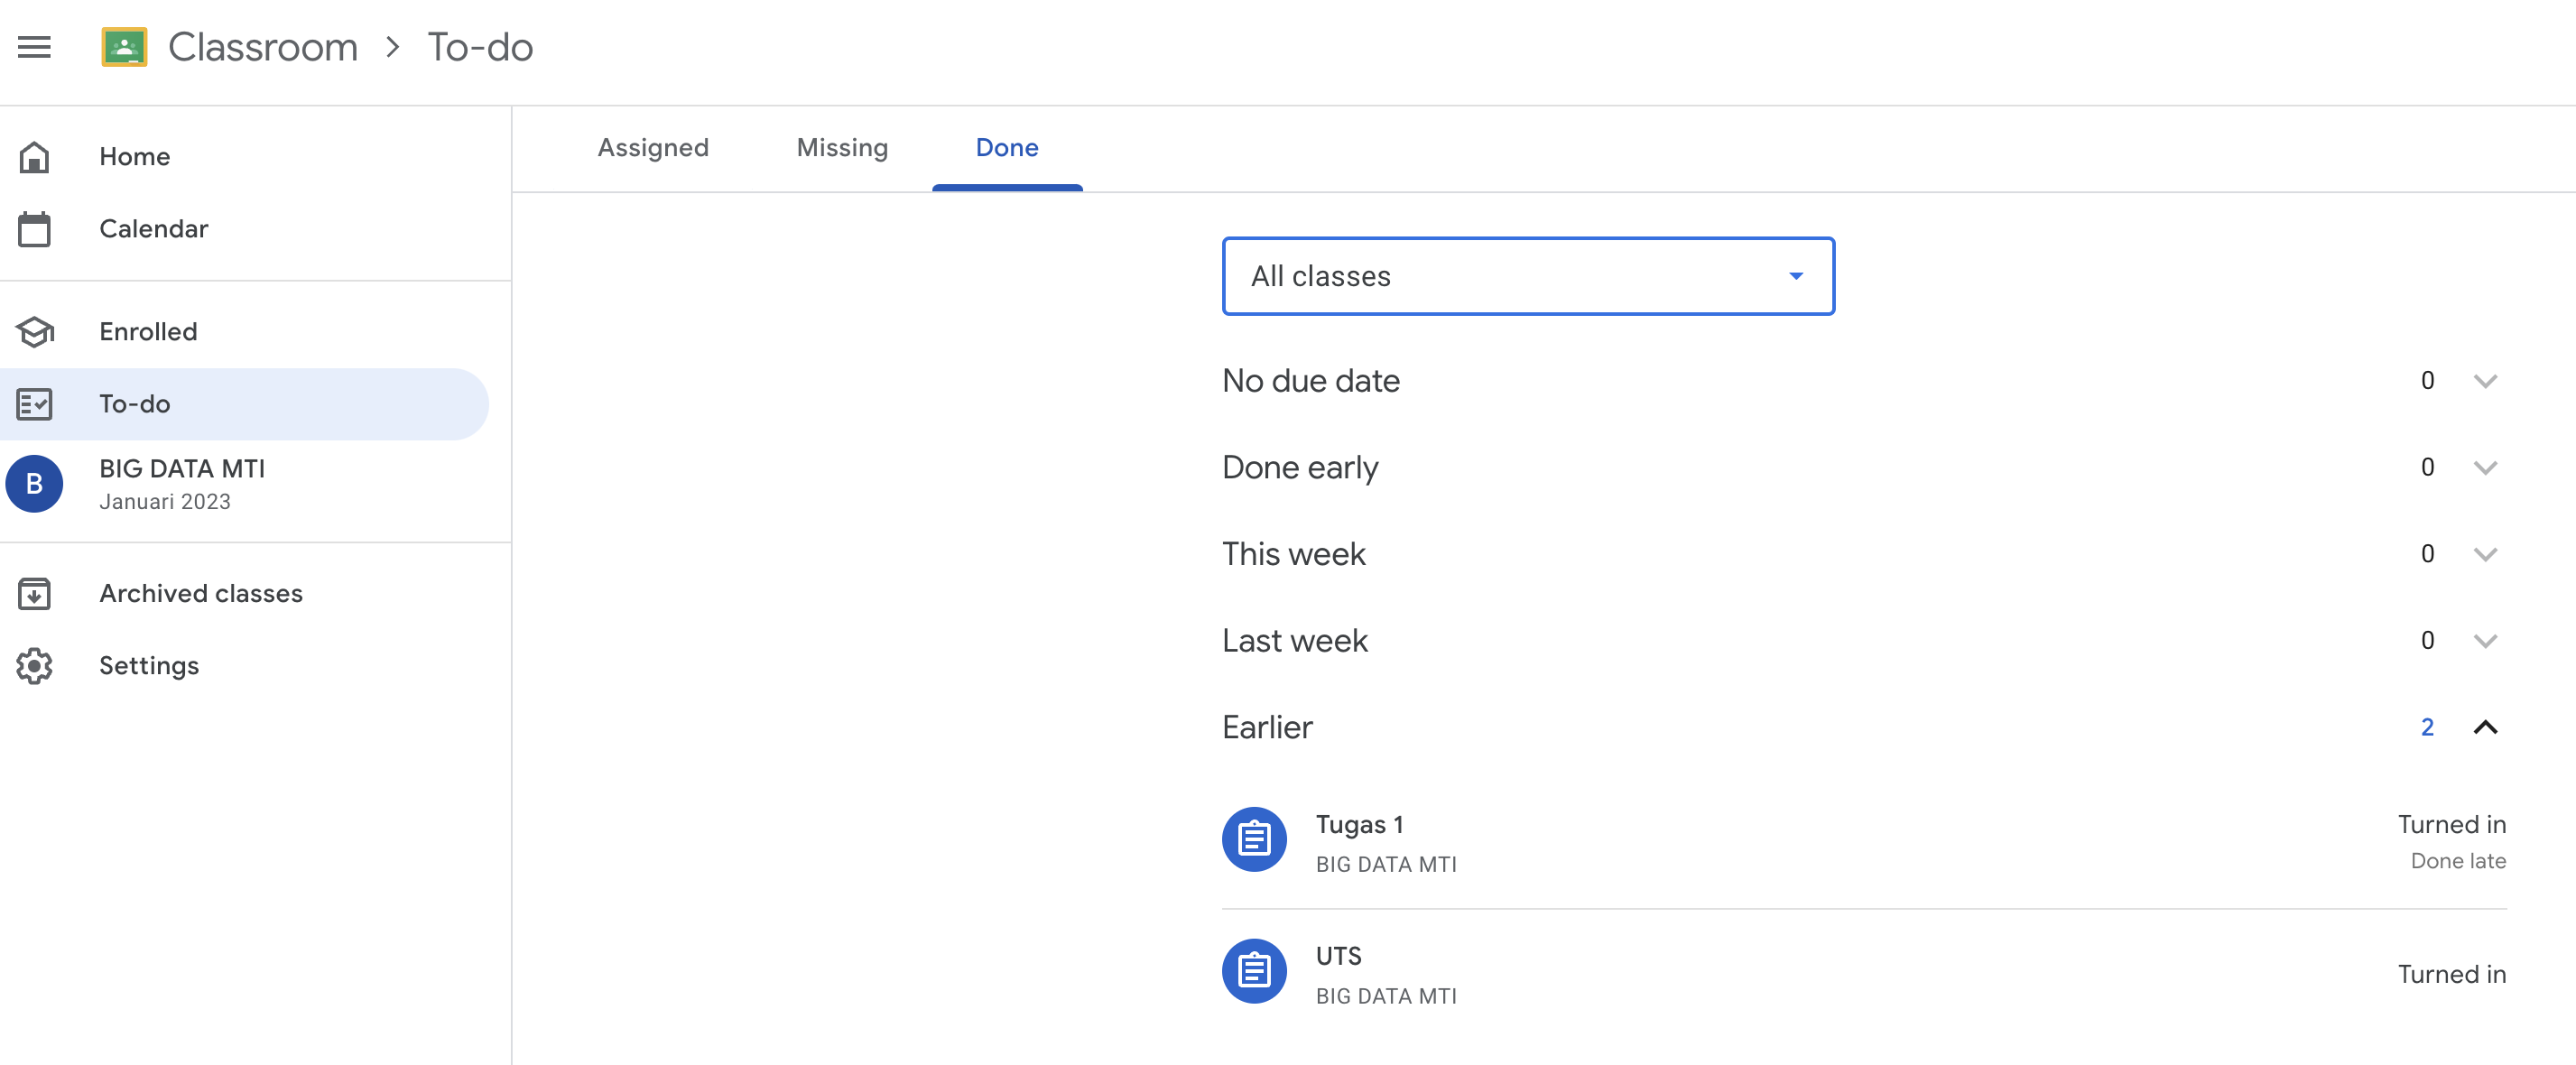 Classroom > To-do
Home
Calendar
Enrolled
To-do
B
BIG DATA MTI
Januari 2023
Archived classes
Settings
Assigned Missing Done
All classes
No due date 0
Done early 0
This week 0
Last week 0
Earlier 2
Tugas 1 Turned in
BIG DATA MTI Done late
UTS
Turned in
BIG DATA MTI